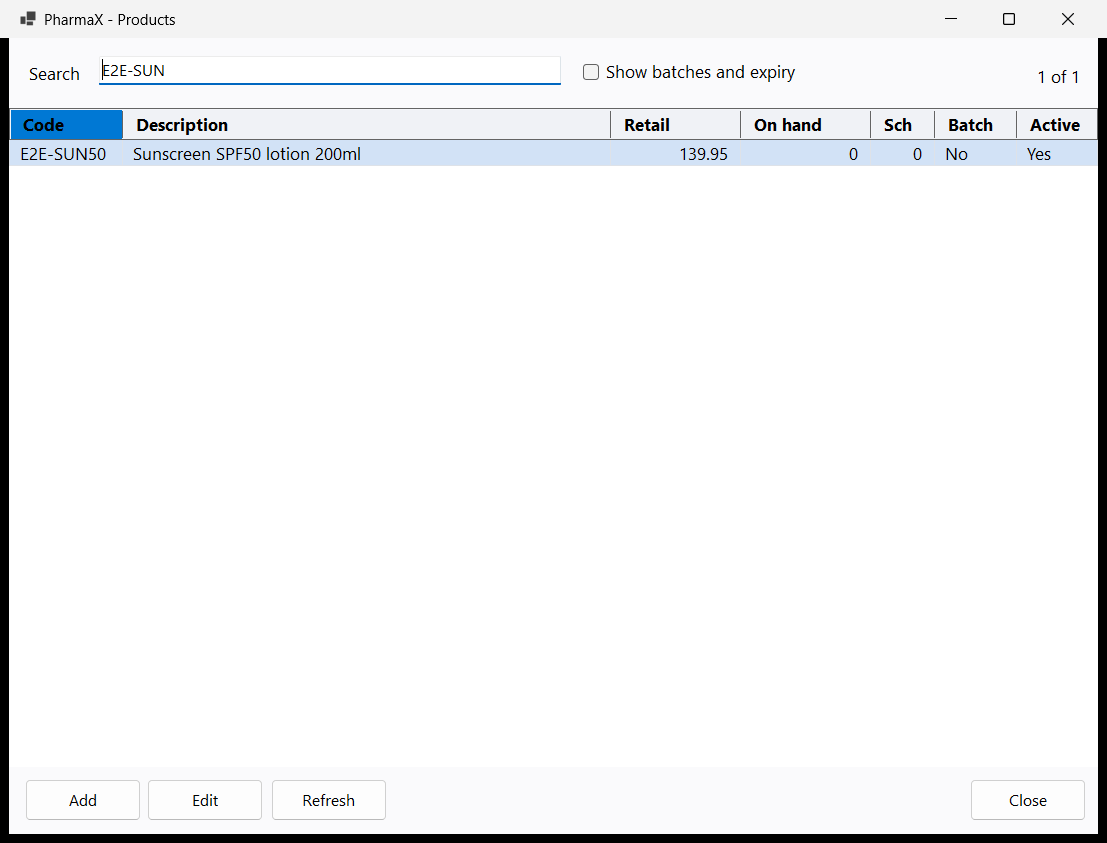 PharmaX - Products
Search E2E-SUN Show batches and expiry 1 of 1
Code Description Retail On hand Sch Batch Active
E2E-SUN50 Sunscreen SPF50 lotion 200ml 139.95 0 0 No Yes
Add Edit Refresh Close